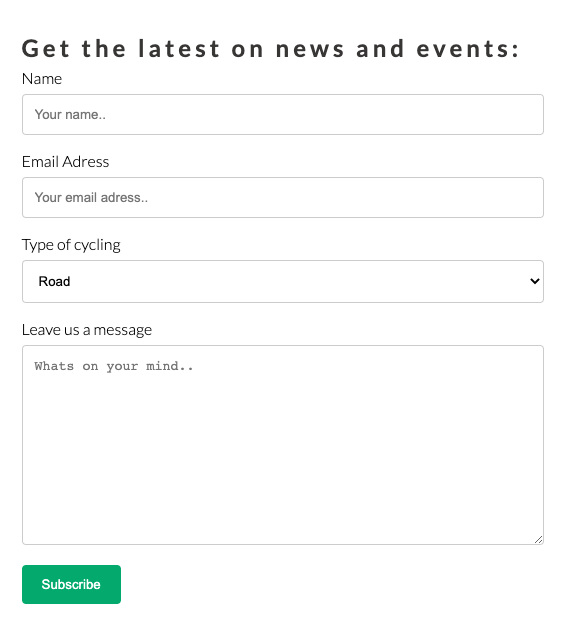 Get the latest on news and events:
Name
Your name..
Email Adress
Your email adress..
Type of cycling
Road
Leave us a message
Whats on your mind..
Subscribe